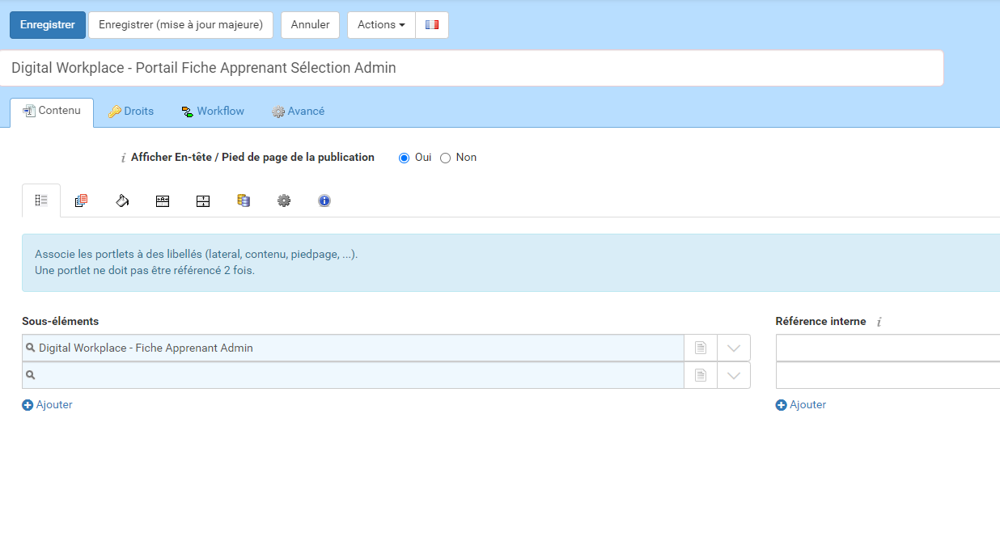 Enregistrer Enregistrer (mise à jour majeure) Annuler Actions
Digital Workplace - Portail Fiche Apprenant Sélection Admin
Contenu Droits Workflow Avancé
i Afficher En-tête / Pied de page de la publication Oui Non
Associe les portlets à des libellés (lateral, contenu, piedpage, ...).
Une portlet ne doit pas être référencé 2 fois.
Sous-éléments Référence interne i
Digital Workplace - Fiche Apprenant Admin
Ajouter Ajouter